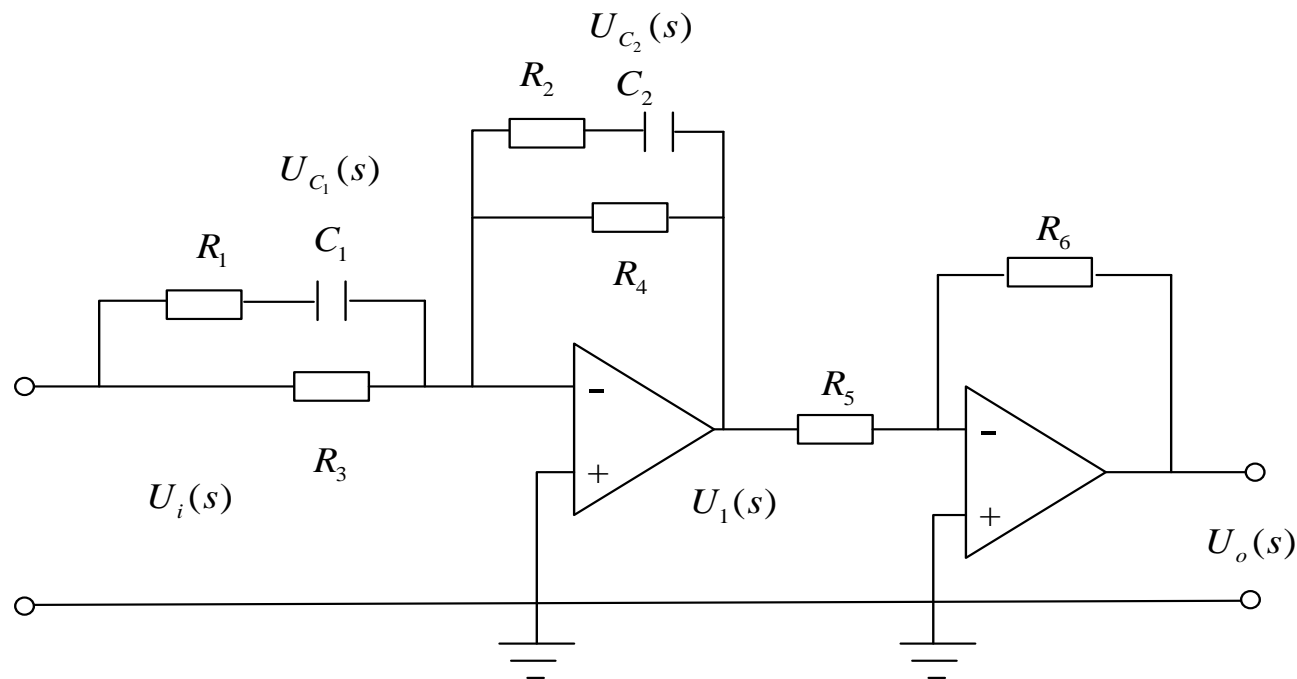 U_{C_2}(s)
R_2
C_2
U_{C_1}(s)
R_1
C_1
R_4
R_6
R_3
-
+
R_5
-
+
U_i(s)
U_1(s)
U_o(s)